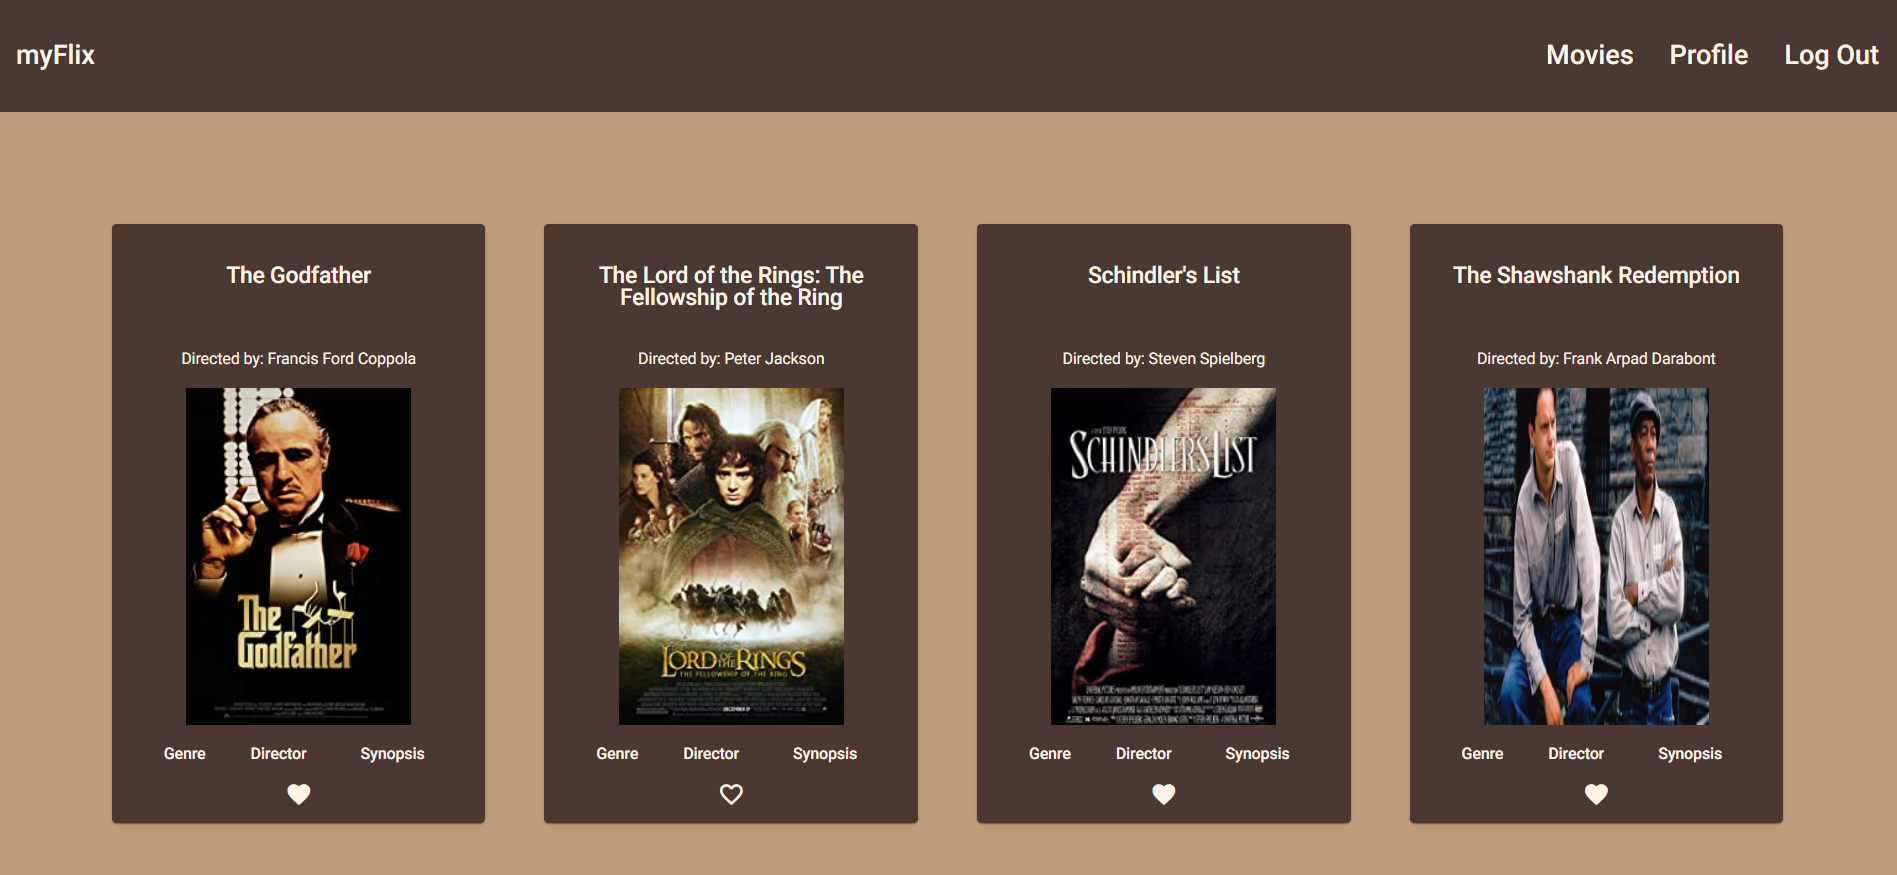 myFlix
Movies Profile Log Out
The Godfather
Directed by: Francis Ford Coppola
The
Godfather
Genre Director Synopsis
The Lord of the Rings: The
Fellowship of the Ring
Directed by: Peter Jackson
THE
LORD OF THE RINGS
THE FELLOWSHIP OF THE RING
Genre Director Synopsis
Schindler's List
Directed by: Steven Spielberg
SCHINDLER'S LIST
Genre Director Synopsis
The Shawshank Redemption
Directed by: Frank Arpad Darabont
Genre Director Synopsis